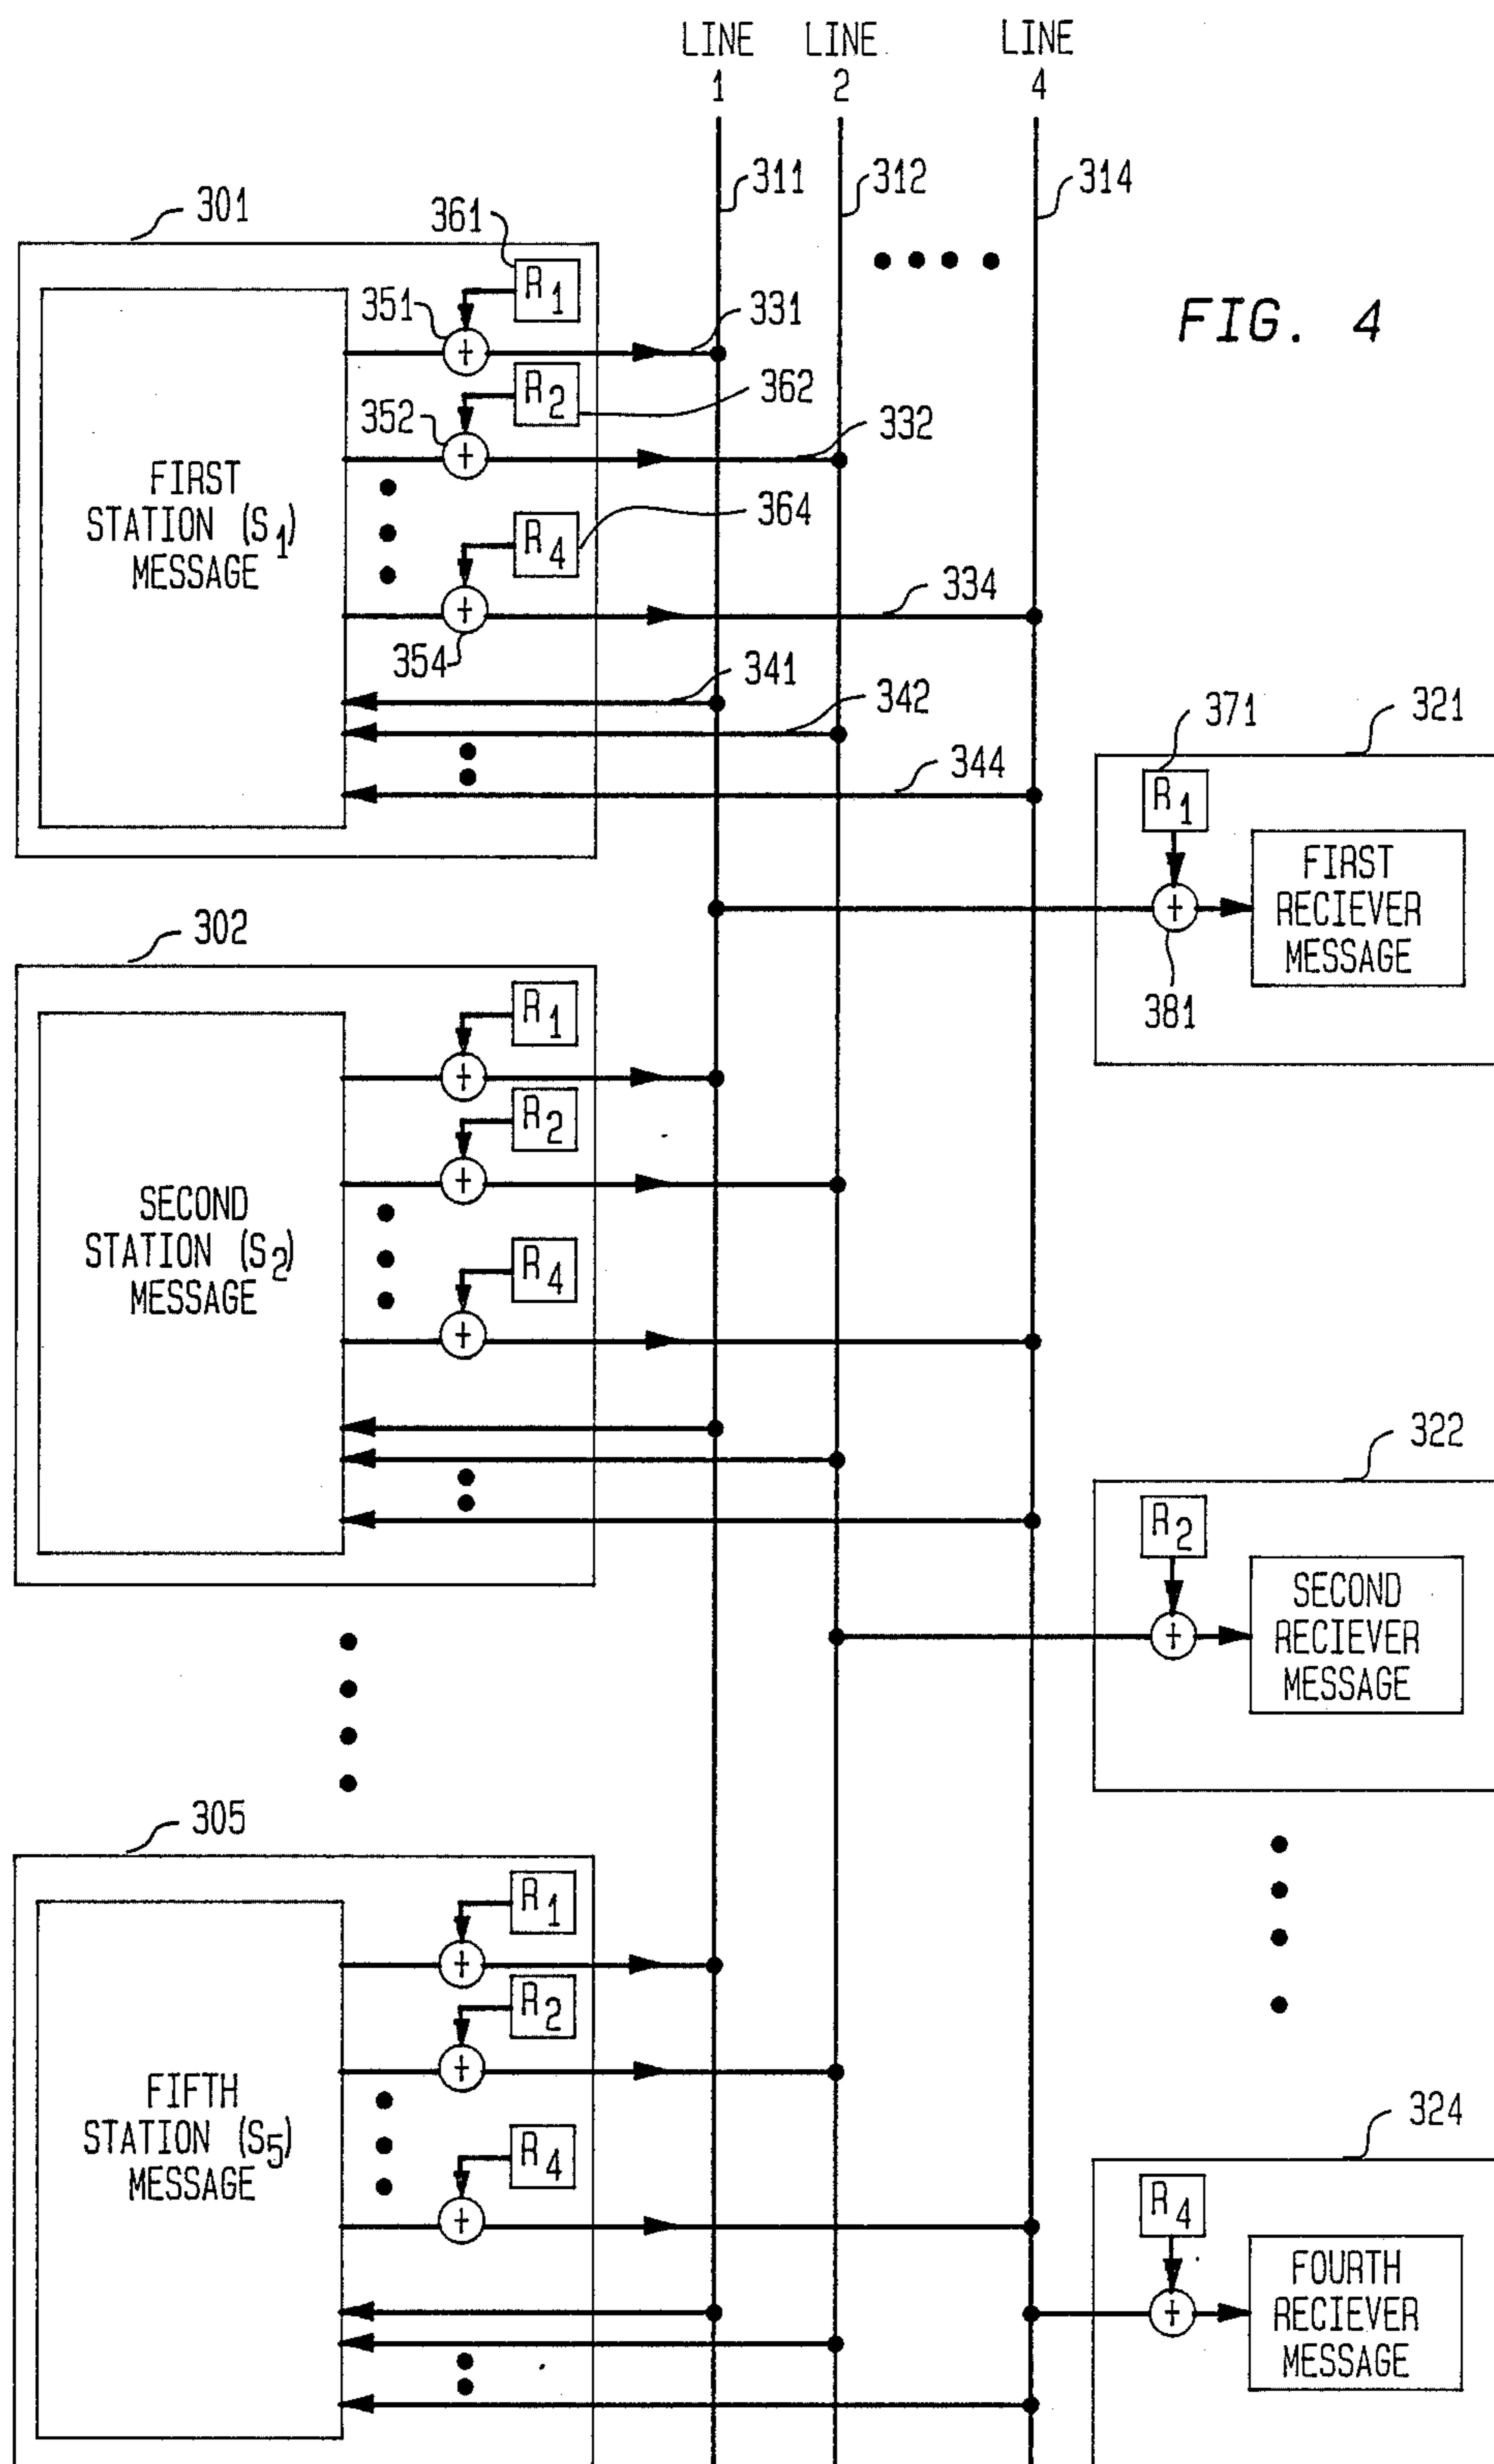 LINE
1
LINE
2
LINE
4
311
312
314
301
361
R1
351
331
FIG. 4
R2
362
352
332
FIRST
STATION (S1)
MESSAGE
R4
364
334
354
341
342
344
371
321
R1
FIRST
RECIEVER
MESSAGE
381
302
R1
R2
SECOND
STATION (S2)
MESSAGE
R4
322
R2
SECOND
RECIEVER
MESSAGE
305
R1
R2
FIFTH
STATION (S5)
MESSAGE
R4
324
R4
FOURTH
RECIEVER
MESSAGE